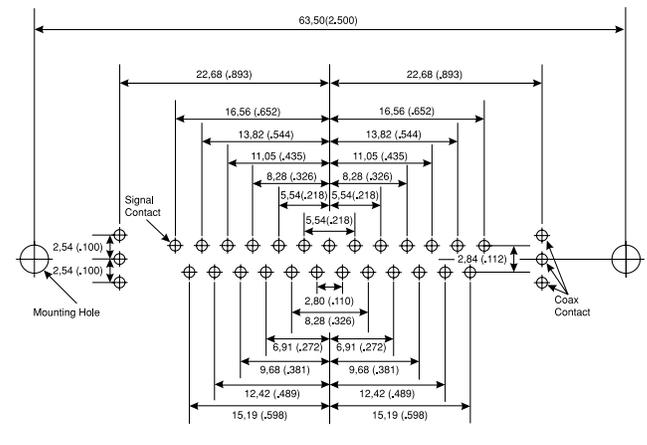 63,50(2.500)
22,68 (.893) 22,68 (.893)
16,56 (.652) 16,56 (.652)
13,82 (.544) 13,82 (.544)
11,05 (.435) 11,05 (.435)
8,28 (.326) 8,28 (.326)
5,54(.218) 5,54(.218)
Signal
Contact
5,54(.218)
2,54 (.100)
2,84 (.112)
2,54 (.100)
Mounting Hole
Coax
Contact
2,80 (.110)
8,28 (.326)
6,91 (.272) 6,91 (.272)
9,68 (.381) 9,68 (.381)
12,42 (.489) 12,42 (.489)
15,19 (.598) 15,19 (.598)